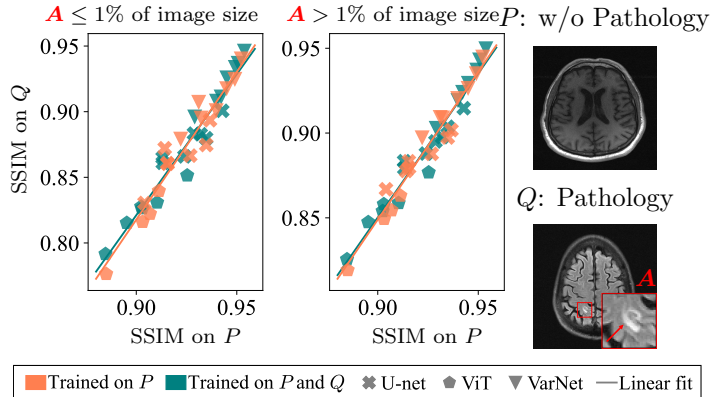 A ≤ 1% of image size
A > 1% of image size
P: w/o Pathology
SSIM on Q
0.95
0.90
0.85
0.80
0.90
0.95
SSIM on P
0.95
0.90
0.85
0.90
0.95
SSIM on P
Q: Pathology
A
Trained on P
Trained on P and Q
U-net
ViT
VarNet
Linear fit